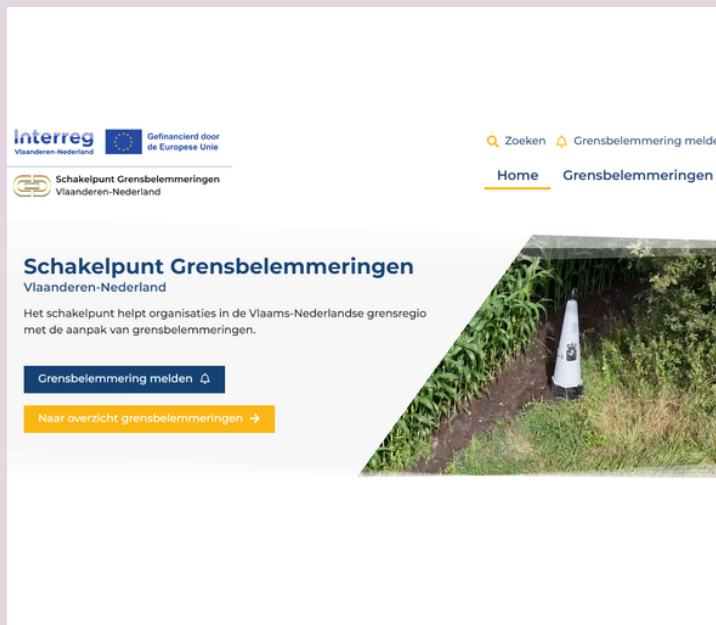 Interreg
Vlaanderen-Nederland
Gefinancierd door
de Europese Unie
Schakelpunt Grensbelemmeringen
Vlaanderen-Nederland
Zoeken
Grensbelemmering melde
Home
Grensbelemmeringen
Schakelpunt Grensbelemmeringen
Vlaanderen-Nederland
Het schakelpunt helpt organisaties in de Vlaams-Nederlandse grensregio
met de aanpak van grensbelemmeringen.
Grensbelemmering melden
Naar overzicht grensbelemmeringen